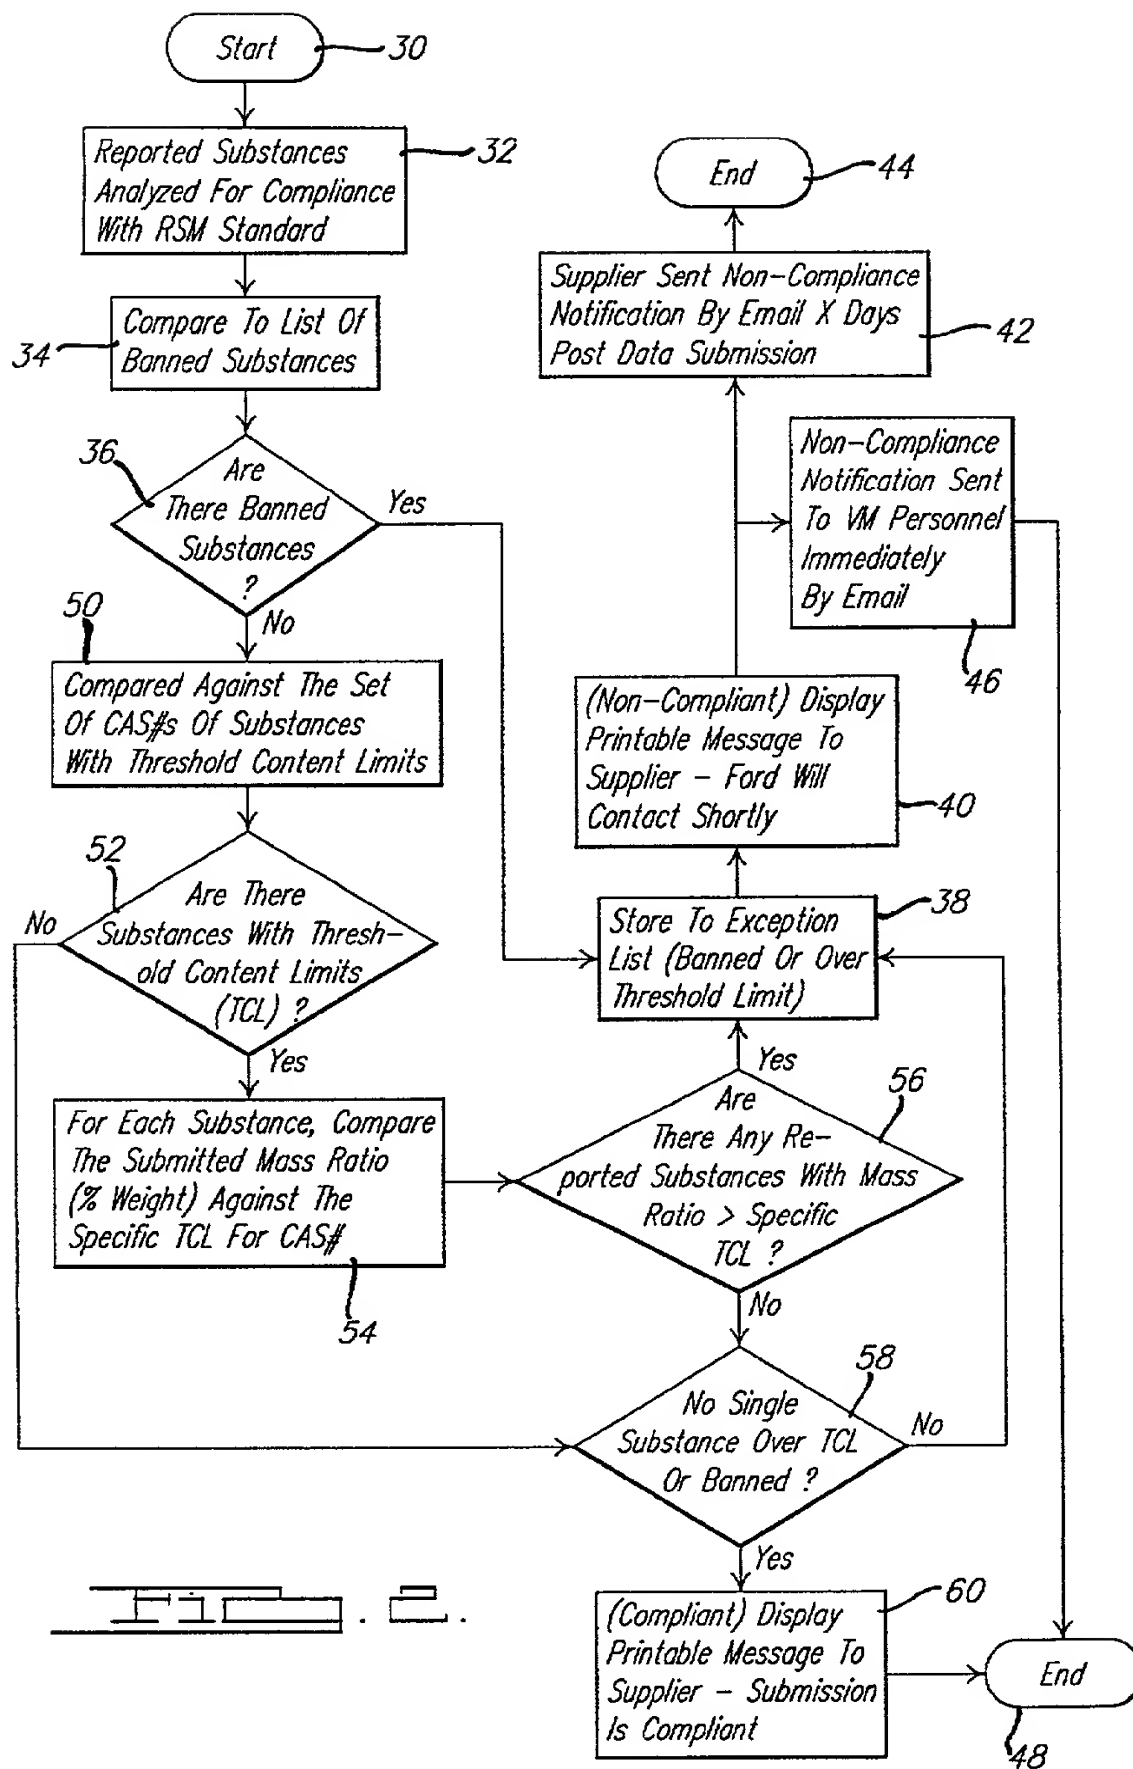 Start
30
Reported Substances
Analyzed For Compliance
With RSM Standard
32
Compare To List Of
Banned Substances
34
36
Are
There Banned
Substances
?
Yes
No
50
Compared Against The Set
Of CAS#s Of Substances
With Threshold Content Limits
52
Are There
Substances With Thresh-
old Content Limits
(TCL) ?
No
Yes
For Each Substance, Compare
The Submitted Mass Ratio
(% Weight) Against The
Specific TCL For CAS#
54
End
44
Supplier Sent Non-Compliance
Notification By Email X Days
Post Data Submission
42
Non-Compliance
Notification Sent
To VM Personnel
Immediately
By Email
46
(Non-Compliant) Display
Printable Message To
Supplier - Ford Will
Contact Shortly
40
Store To Exception
List (Banned Or Over
Threshold Limit)
38
Yes
56
Are
There Any Re-
ported Substances With Mass
Ratio > Specific
TCL ?
No
58
No Single
Substance Over TCL
Or Banned ?
No
Yes
(Compliant) Display
Printable Message To
Supplier - Submission
Is Compliant
60
End
48